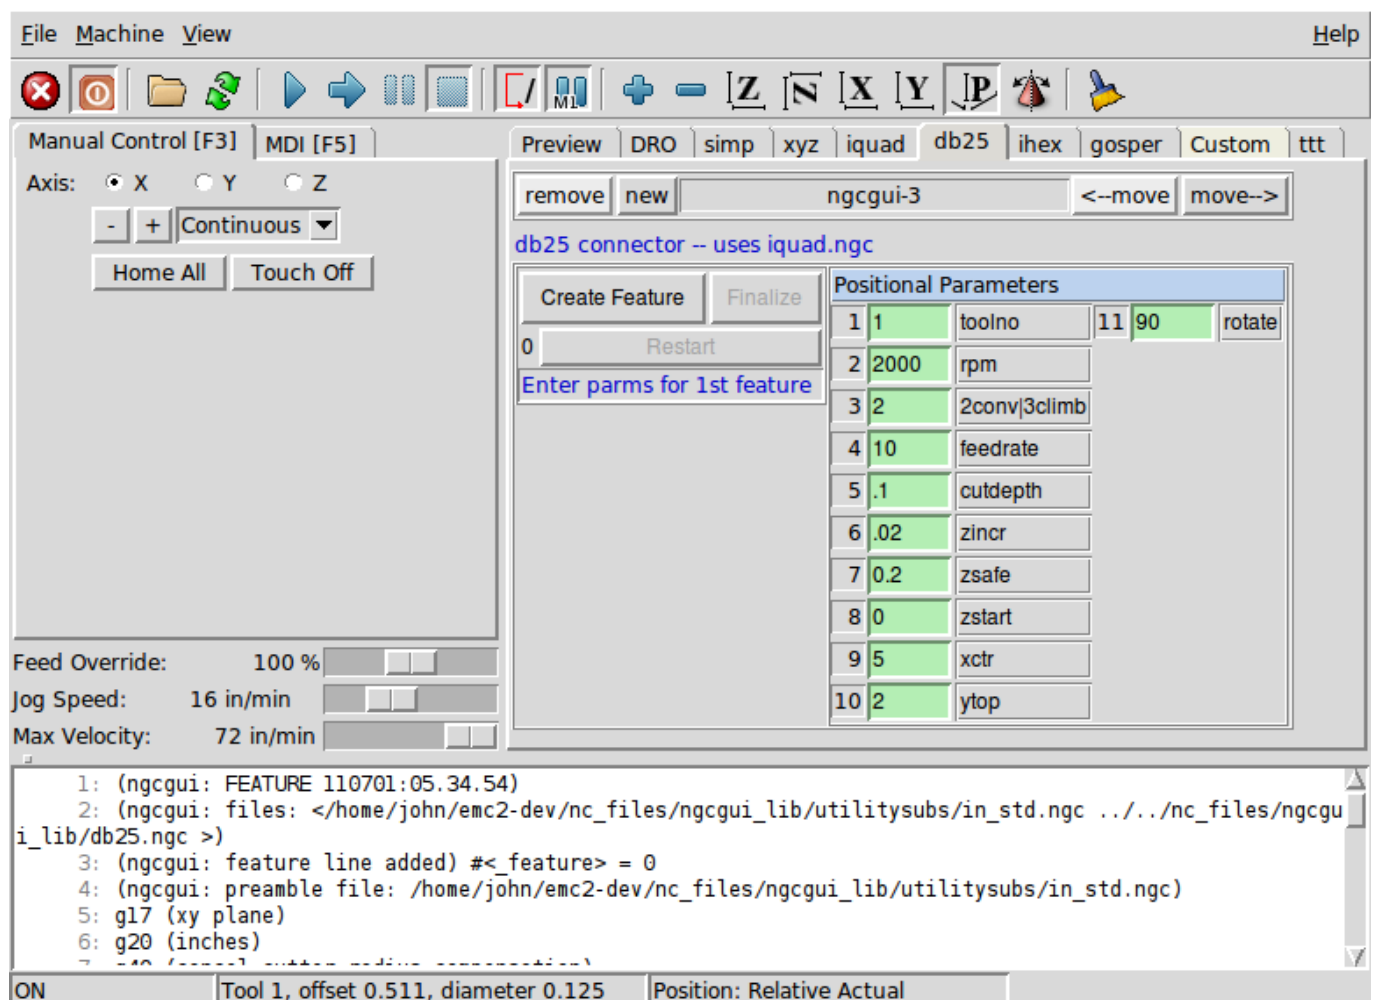 File Machine View Help
Z N X Y P
M1
Manual Control [F3] MDI [F5]
Preview DRO simp xyz iquad db25 ihex gosper Custom ttt
Axis: X Y Z
- + Continuous
Home All Touch Off
remove new ngcgui-3 <--move move-->
db25 connector -- uses iquad.ngc
Create Feature Finalize
0 Restart
Enter parms for 1st feature
Positional Parameters
1 1 toolno 11 90 rotate
2 2000 rpm
3 2 2conv|3climb
4 10 feedrate
5 .1 cutdepth
6 .02 zincr
7 0.2 zsafe
8 0 zstart
9 5 xctr
10 2 ytop
Feed Override: 100 %
Jog Speed: 16 in/min
Max Velocity: 72 in/min
1: (ngcgui: FEATURE 110701:05.34.54)
2: (ngcgui: files: </home/john/emc2-dev/nc_files/ngcgui_lib/utilitysubs/in_std.ngc ../../nc_files/ngcgu
i_lib/db25.ngc >)
3: (ngcgui: feature line added) #<_feature> = 0
4: (ngcgui: preamble file: /home/john/emc2-dev/nc_files/ngcgui_lib/utilitysubs/in_std.ngc)
5: g17 (xy plane)
6: g20 (inches)
7: g40 (cancel cutter radius compensation)
ON Tool 1, offset 0.511, diameter 0.125 Position: Relative Actual